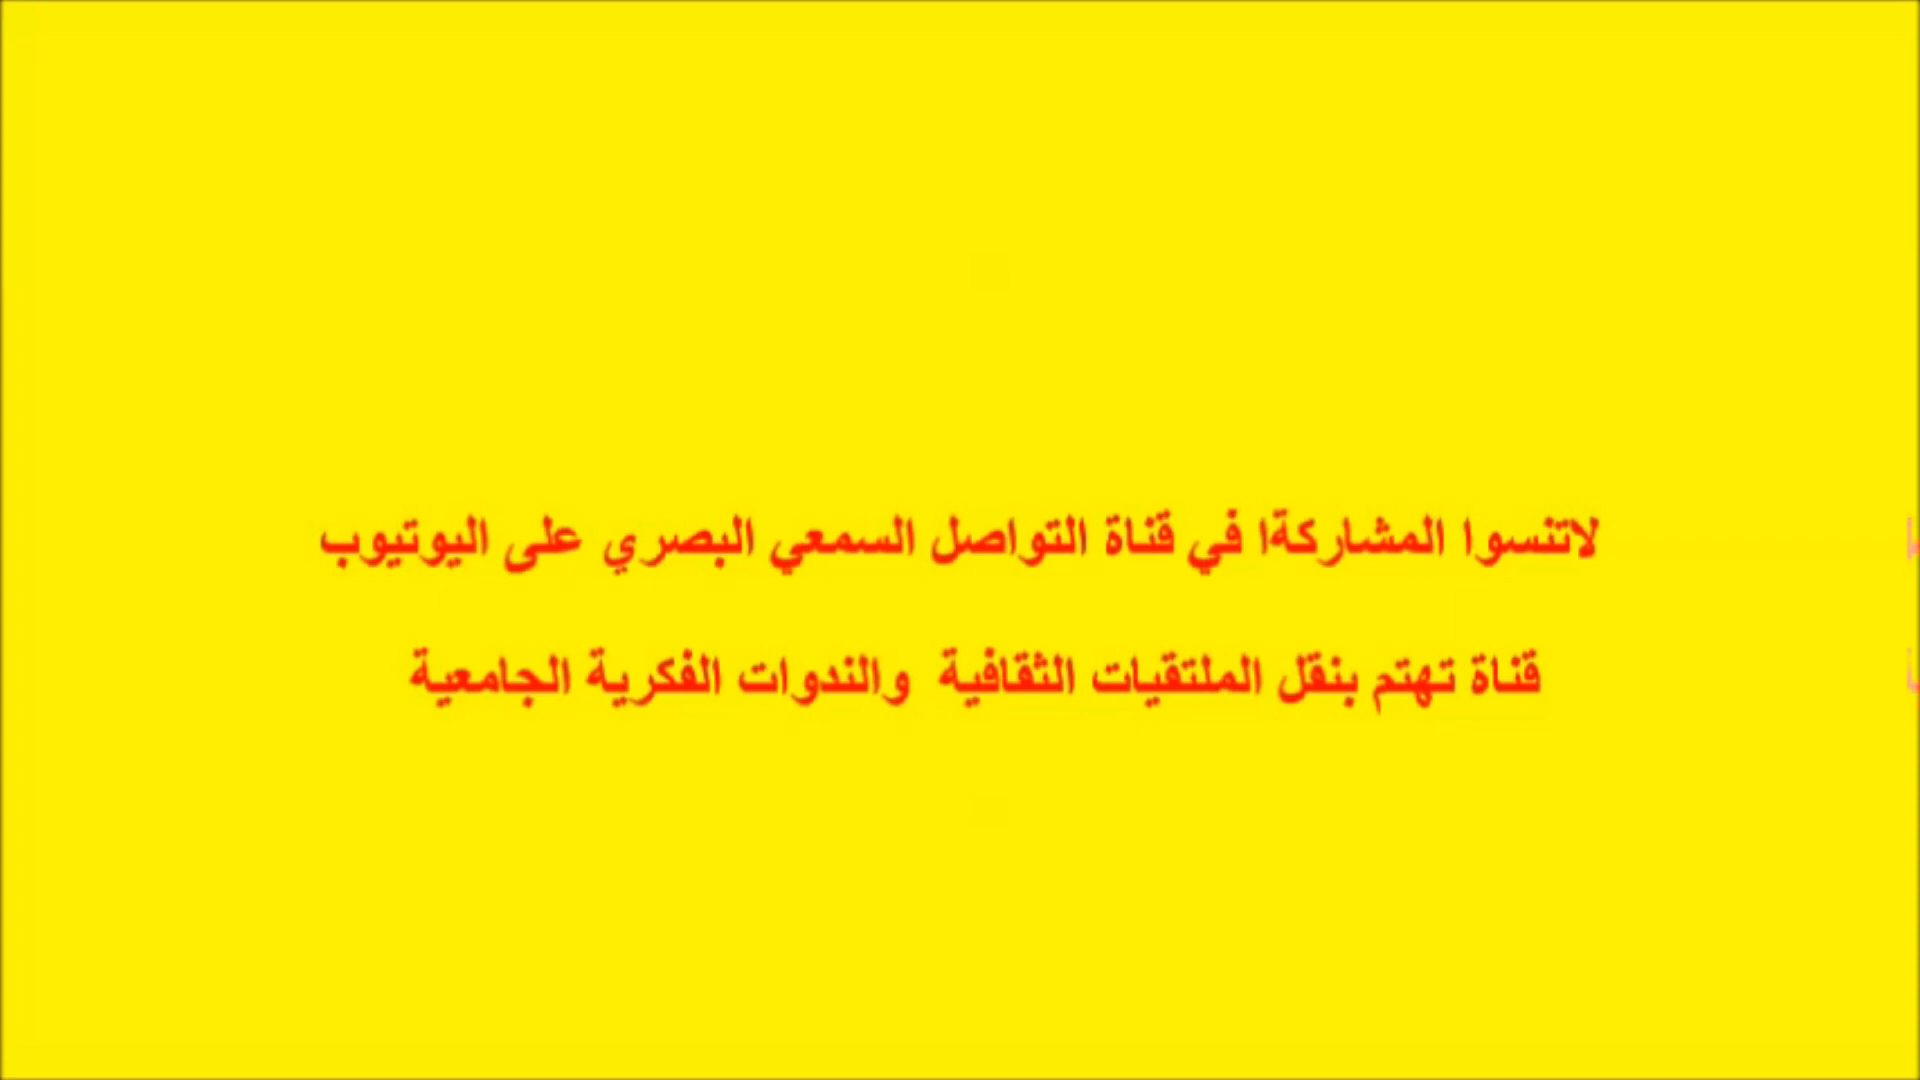 لاتنسوا المشاركةا في قناة التواصل السمعي البصري على اليوتيوب
قناة تهتم بنقل الملتقيات الثقافية والندوات الفكرية الجامعية